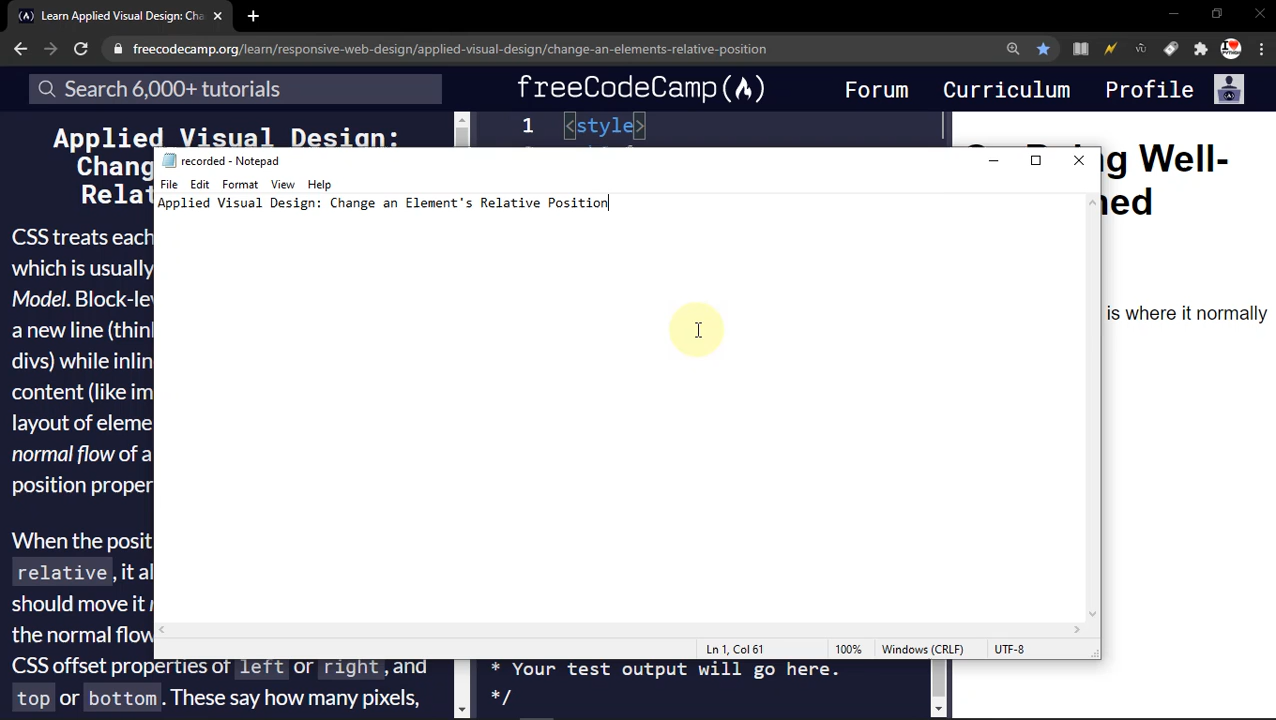 Learn Applied Visual Design: Cha
freecodecamp.org/learn/responsive-web-design/applied-visual-design/change-an-elements-relative-position
Search 6,000+ tutorials
freeCodeCamp
Forum
Curriculum
Profile
Applied Visual Design:
Chang
Relat
CSS treats each
which is usually
Model. Block-le
a new line (thin
divs) while inlin
content (like im
layout of eleme
normal flow of a
position proper
When the posit
relative, it al
should move it
the normal flow
CSS offset properties of left or right, and
top or bottom. These say how many pixels,
1 <style>
recorded - Notepad
File Edit Format View Help
Applied Visual Design: Change an Element's Relative Position
Ln 1, Col 61 100% Windows (CRLF) UTF-8
* Your test output will go here.
*/
ng Well-
ned
is where it normally